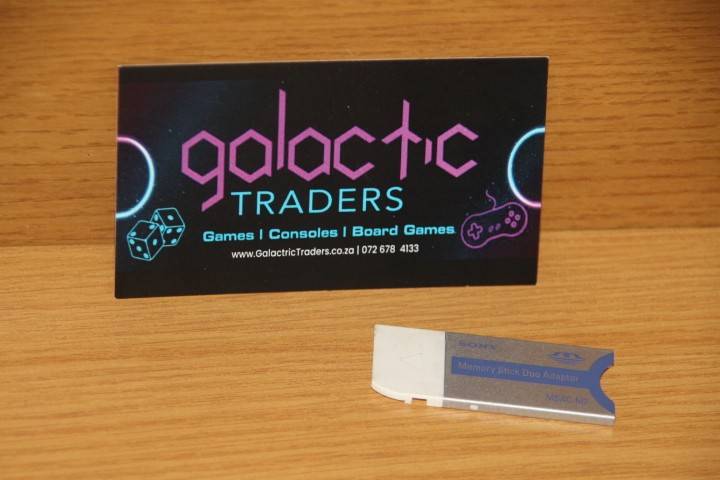 galactic
TRADERS
Games | Consoles | Board Games
www.GalactricTraders.co.za | 072 678 4133
SONY
Memory Stick Duo Adaptor
MSAC-M2